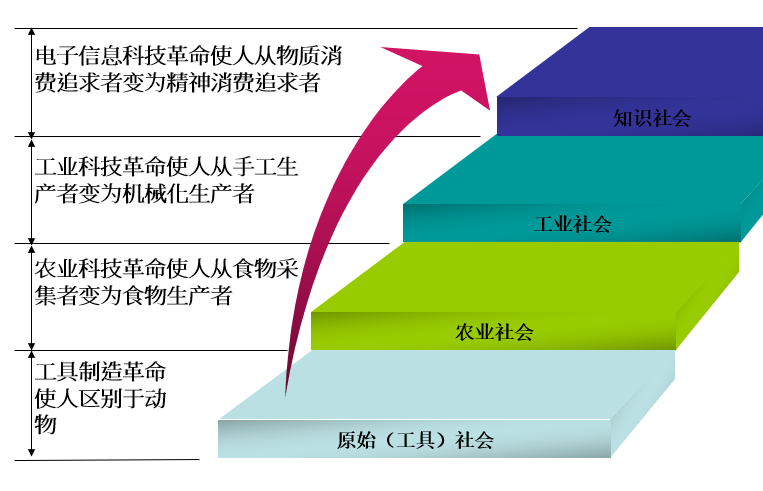 电子信息科技革命使人从物质消
费追求者变为精神消费追求者
知识社会
工业科技革命使人从手工生
产者变为机械化生产者
工业社会
农业科技革命使人从食物采
集者变为食物生产者
农业社会
工具制造革命
使人区别于动
物
原始（工具）社会